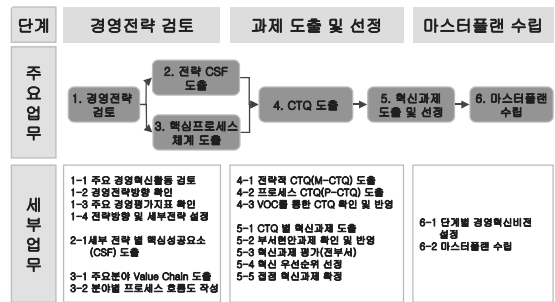 단계
경영전략 검토
과제 도출 및 선정
마스터플랜 수립
주요업무
1. 경영전략
검토
2. 전략 CSF
도출
3. 핵심프로세스
체계 도출
4. CTQ 도출
5. 혁신과제
도출 및 선정
6. 마스터플랜
수립
세부업무
1-1 주요 경영혁신활동 검토
1-2 경영전략방향 확인
1-3 주요 경영평가지표 확인
1-4 전략방향 및 세부전략 설정
2-1세부 전략 별 핵심성공요소
(CSF) 도출
3-1 주요분야 Value Chain 도출
3-2 분야별 프로세스 흐름도 작성
4-1 전략적 CTQ(M-CTQ) 도출
4-2 프로세스 CTQ(P-CTQ) 도출
4-3 VOC를 통한 CTQ 확인 및 반영
5-1 CTQ 별 혁신과제 도출
5-2 부서현안과제 확인 및 반영
5-3 혁신과제 평가(전부서)
5-4 혁신 우선순위 선정
5-5 접점 혁신과제 확정
6-1 단계별 경영혁신비전
설정
6-2 마스터플랜 수립